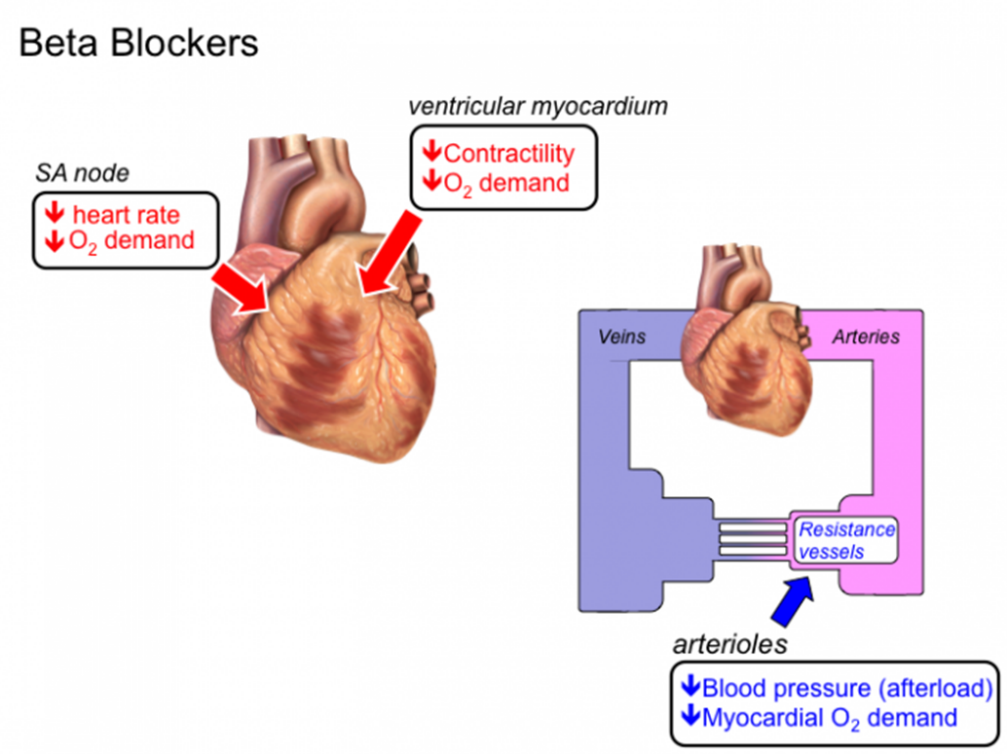 Beta Blockers
ventricular myocardium
↓Contractility
↓O₂ demand
SA node
↓ heart rate
↓ O₂ demand
Veins
Arteries
Resistance
vessels
arterioles
↓Blood pressure (afterload)
↓Myocardial O₂ demand